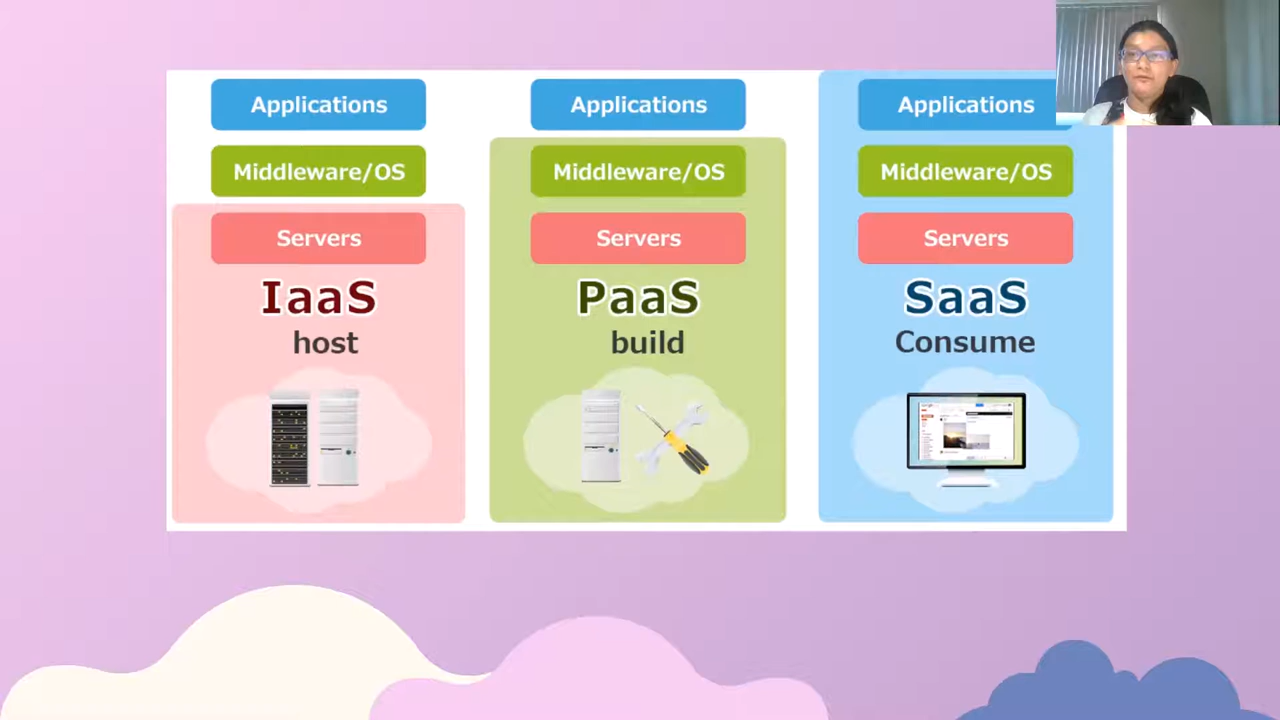 Applications
Middleware/OS
Servers
IaaS
host
Applications
Middleware/OS
Servers
PaaS
build
Applications
Middleware/OS
Servers
SaaS
Consume